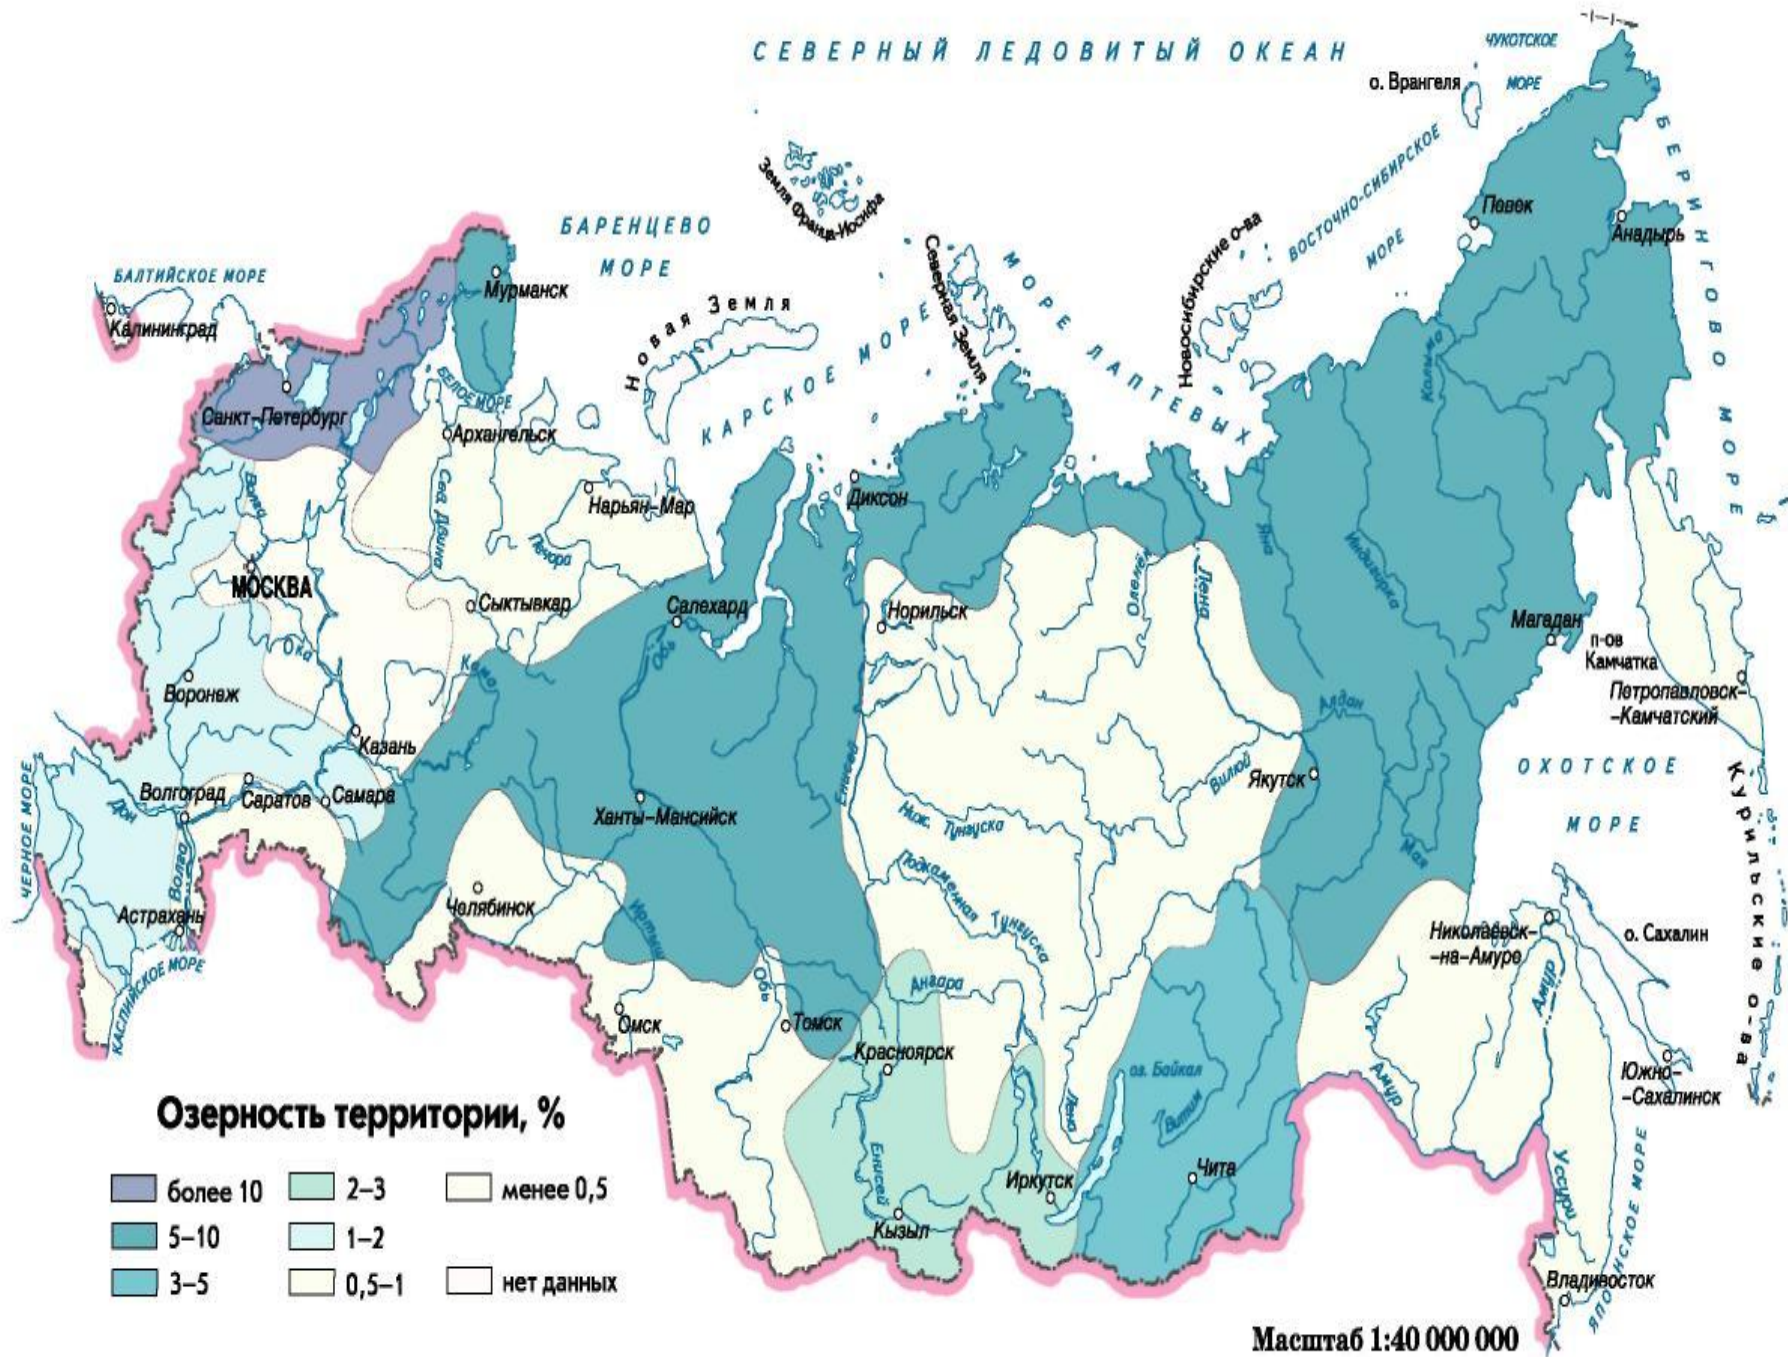 СЕВЕРНЫЙ ЛЕДОВИТЫЙ ОКЕАН
ЧУКОТСКОЕ
МОРЕ
о. Врангеля
БЕРИНГОВО МОРЕ
ВОСТОЧНО-СИБИРСКОЕ
МОРЕ
Певек
Анадырь
Земля Франца-Иосифа
Северная Земля
МОРЕ ЛАПТЕВЫХ
Новосибирские о-ва
БАРЕНЦЕВО
МОРЕ
БАЛТИЙСКОЕ МОРЕ
Калининград
Мурманск
Новая Земля
КАРСКОЕ МОРЕ
Санкт-Петербург
БЕЛОЕ МОРЕ
Архангельск
Колыма
Волга
Сев. Двина
Нарьян-Мар
Диксон
Печора
Яна
Индигирка
Оленёк
Лена
МОСКВА
Сыктывкар
Салехард
Норильск
Магадан
п-ов
Камчатка
Ока
Кама
Обь
Воронеж
Алдан
Петропавловск-
-Камчатский
Казань
Енисей
Вилюй
Якутск
ОХОТСКОЕ
МОРЕ
Курильские о-ва
ЧЕРНОЕ МОРЕ
Дон
Волгоград
Саратов
Самара
Ханты-Мансийск
Ниж. Тунгуска
Мая
Волга
Подкаменная Тунгуска
Астрахань
Челябинск
Иртыш
Николаевск-
-на-Амуре
о. Сахалин
КАСПИЙСКОЕ МОРЕ
Обь
Ангара
Амур
Омск
Томск
Красноярск
оз. Байкал
Амур
Южно-
-Сахалинск
Лена
Витим
Енисей
Иркутск
Чита
Кызыл
Уссури
ЯПОНСКОЕ МОРЕ
Владивосток
Озерность территории, %
более 10
2–3
менее 0,5
5–10
1–2
3–5
0,5–1
нет данных
Масштаб 1:40 000 000